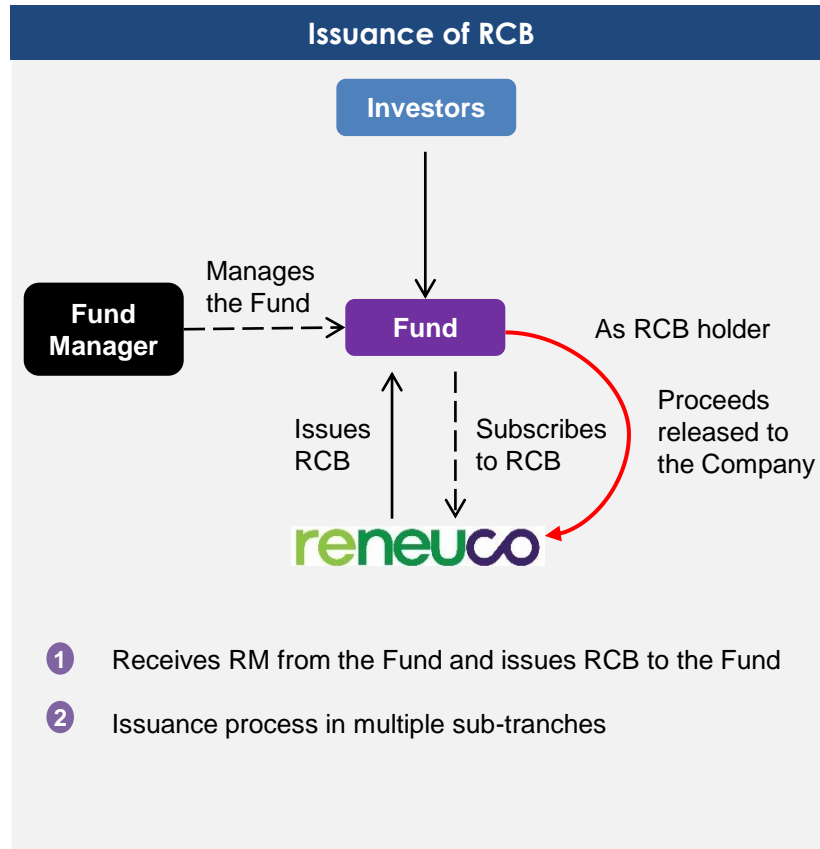 Issuance of RCB
Investors
Manages
the Fund
Fund
Manager
Fund
As RCB holder
Issues
RCB
Subscribes
to RCB
Proceeds
released to
the Company
reneuco
1 Receives RM from the Fund and issues RCB to the Fund
2 Issuance process in multiple sub-tranches